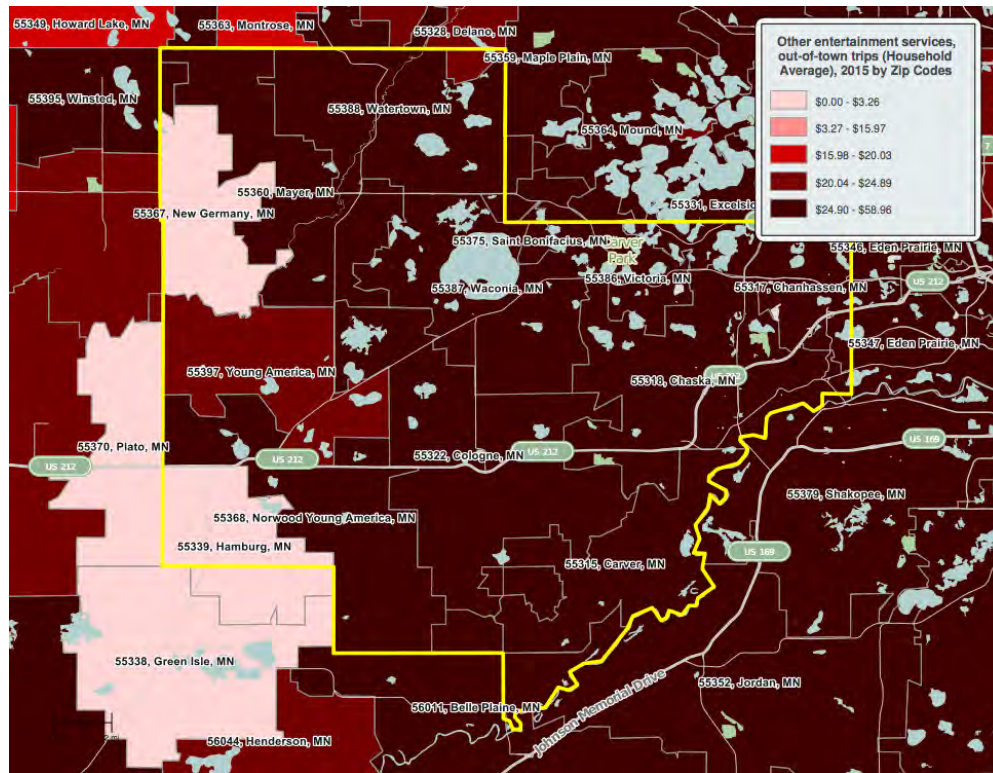 55349, Howard Lake, MN
55363, Montrose, MN
55328, Delano, MN
55359, Maple Plain, MN
Other entertainment services,
out-of-town trips (Household
Average), 2015 by Zip Codes
$0.00 - $3.26
$3.27 - $15.97
$15.98 - $20.03
$20.04 - $24.89
$24.90 - $58.96
55395, Winsted, MN
55388, Watertown, MN
55364, Mound, MN
7
55360, Mayer, MN
55331, Excelsio
55367, New Germany, MN
55375, Saint Bonifacius, MN
Carver
Park
55346, Eden Prairie, MN
55386, Victoria, MN
55387, Waconia, MN
55317, Chanhassen, MN
US 212
55347, Eden Prairie, MN
55397, Young America, MN
55318, Chaska, MN
US 212
55370, Plato, MN
US 169
US 212
US 212
55322, Cologne, MN
US 212
55379, Shakopee, MN
55368, Norwood Young America, MN
55339, Hamburg, MN
US 169
55315, Carver, MN
55338, Green Isle, MN
55352, Jordan, MN
56011, Belle Plaine, MN
Johnson Memorial Drive
56044, Henderson, MN